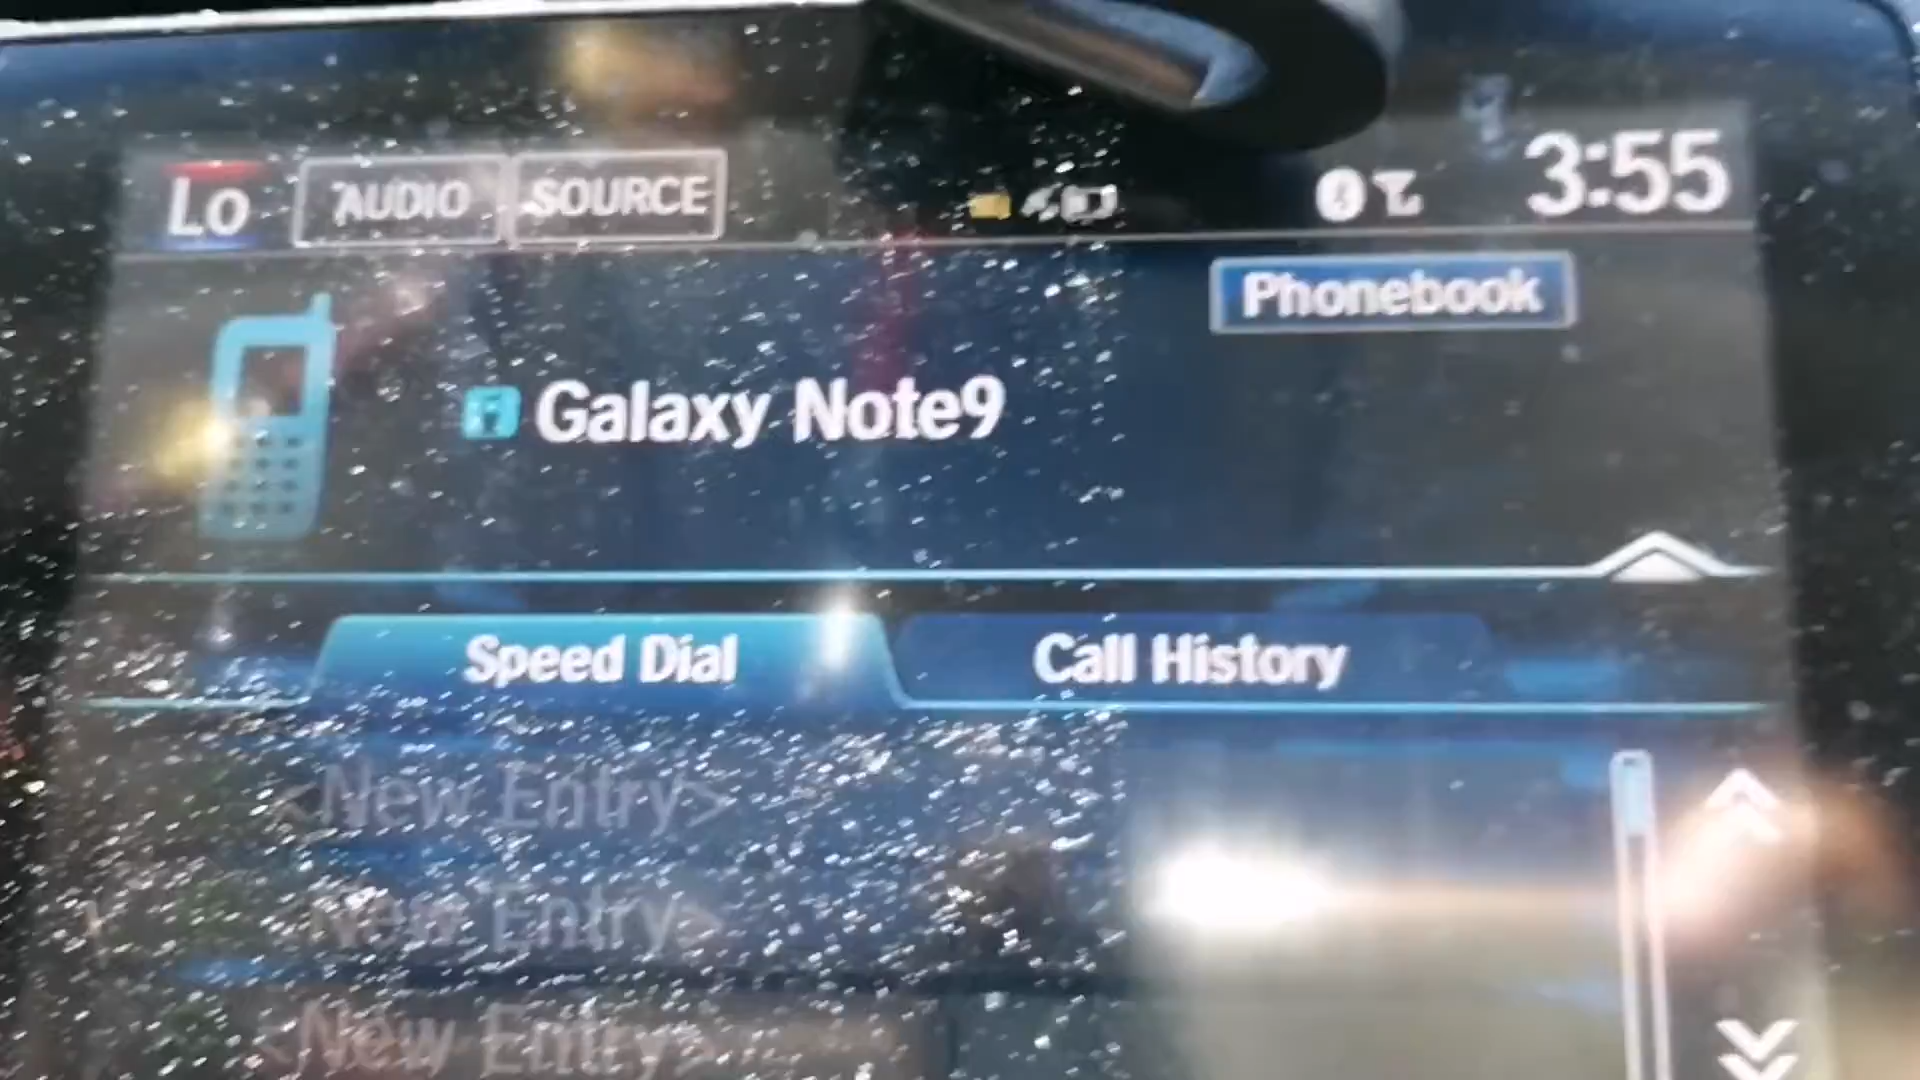 Lo AUDIO SOURCE 3:55
Phonebook
Galaxy Note9
Speed Dial Call History
<New Entry>
<New Entry>
<New Entry>